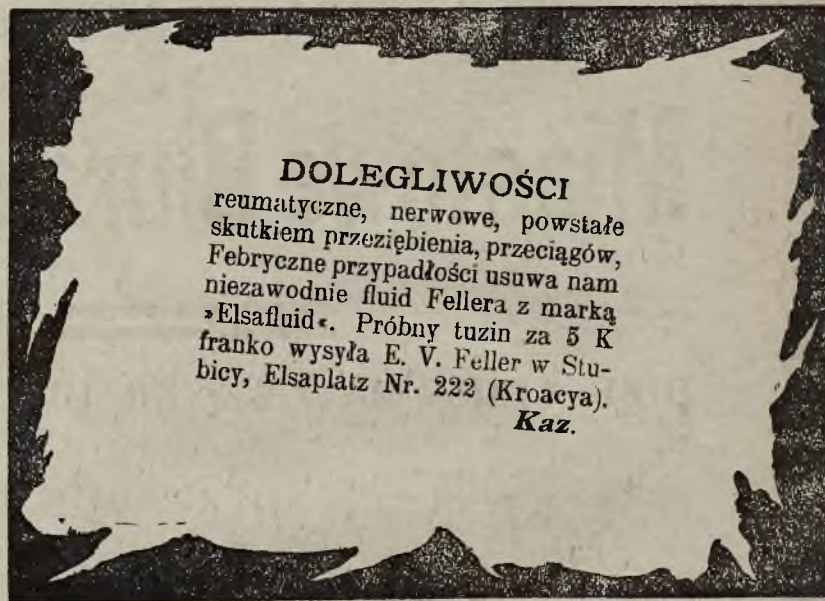 DOLEGLIWOŚCI
reumatyczne, nerwowe, powstałe
skutkiem przeziębienia, przeciągów,
Febryczne przypadłości usuwa nam
niezawodnie fluid Fellera z marką
»Elsafluid«. Próbny tuzin za 5 K
franko wysyła E. V. Feller w Stu-
bicy, Elsaplatz Nr. 222 (Kroacya).
Kaz.